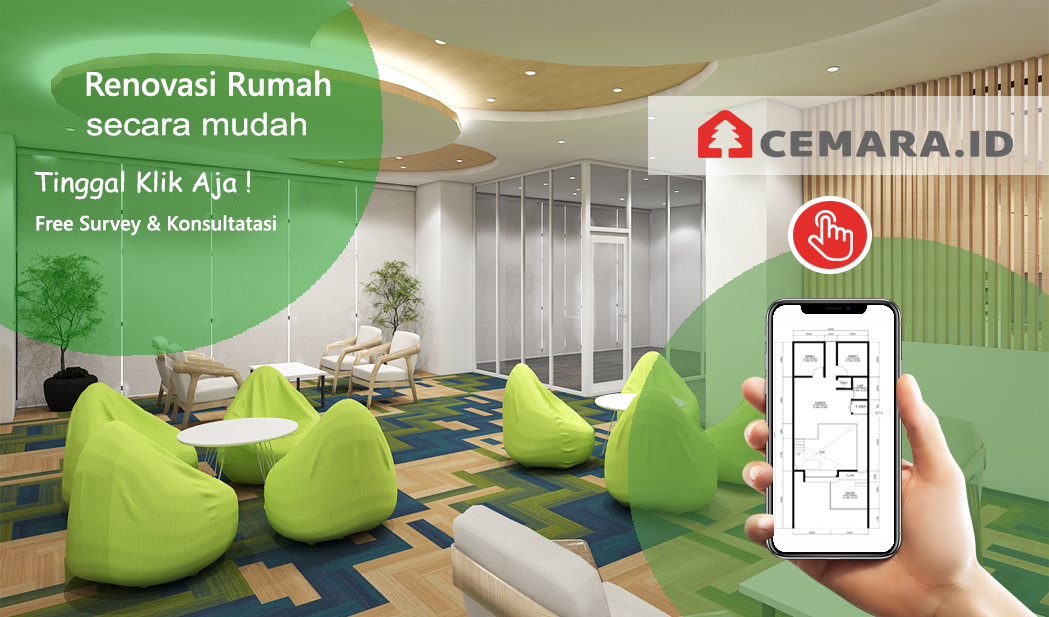 Renovasi Rumah
secara mudah
Tinggal Klik Aja !
Free Survey & Konsultatasi
CEMARA.ID